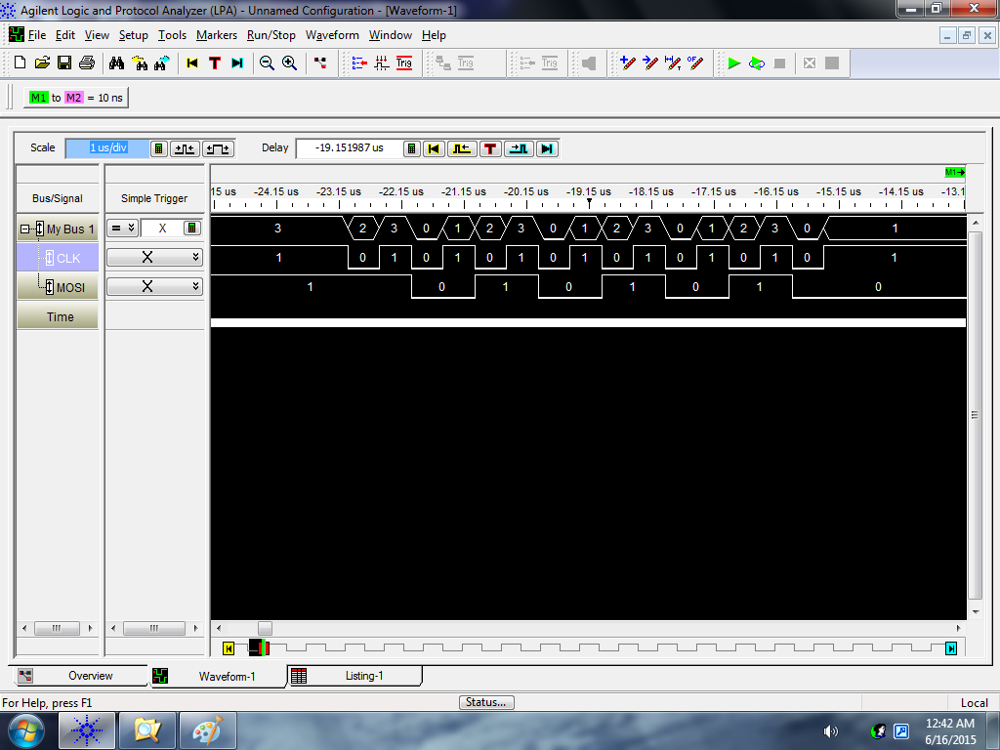 Agilent Logic and Protocol Analyzer (LPA) - Unnamed Configuration - [Waveform-1]
File Edit View Setup Tools Markers Run/Stop Waveform Window Help
T Trig Trig Trig
M1 to M2 = 10 ns
Scale 1 us/div Delay -19.151987 us T
M1
Bus/Signal Simple Trigger 15 us -24.15 us -23.15 us -22.15 us -21.15 us -20.15 us -19.15 us -18.15 us -17.15 us -16.15 us -15.15 us -14.15 us -13.1
My Bus 1 = X 3 2 3 0 1 2 3 0 1 2 3 0 1 2 3 0 1
CLK X 1 0 1 0 1 0 1 0 1 0 1 0 1 0 1 0 1
MOSI X 1 0 1 0 1 0 1 0
Time
Overview Waveform-1 Listing-1
For Help, press F1 Status... Local
12:42 AM
6/16/2015